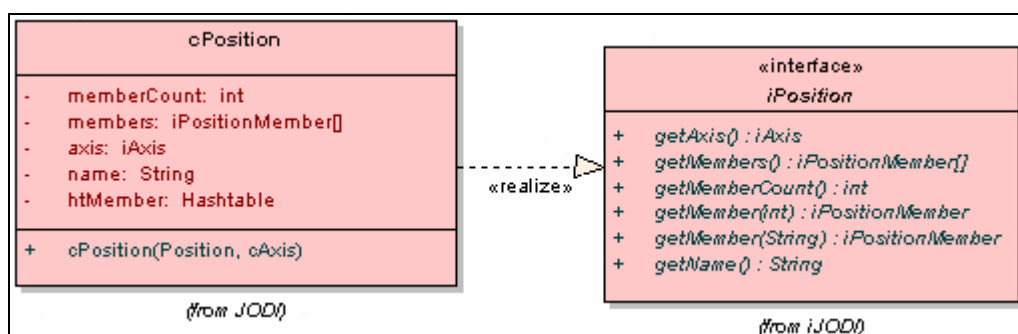 cPosition
- memberCount: int
- members: iPositionMember[]
- axis: iAxis
- name: String
- htMember: Hashtable
+ cPosition(Position, cAxis)
(from JODI)
«realize»
«interface»
iPosition
+ getAxis() : iAxis
+ getMembers() : iPositionMember[]
+ getMemberCount() : int
+ getMember(int) : iPositionMember
+ getMember(String) : iPositionMember
+ getName() : String
(from iJODI)